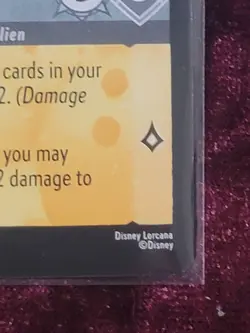 lien
cards in your
2. (Damage
you may
2 damage to
Disney Lorcana
©Disney